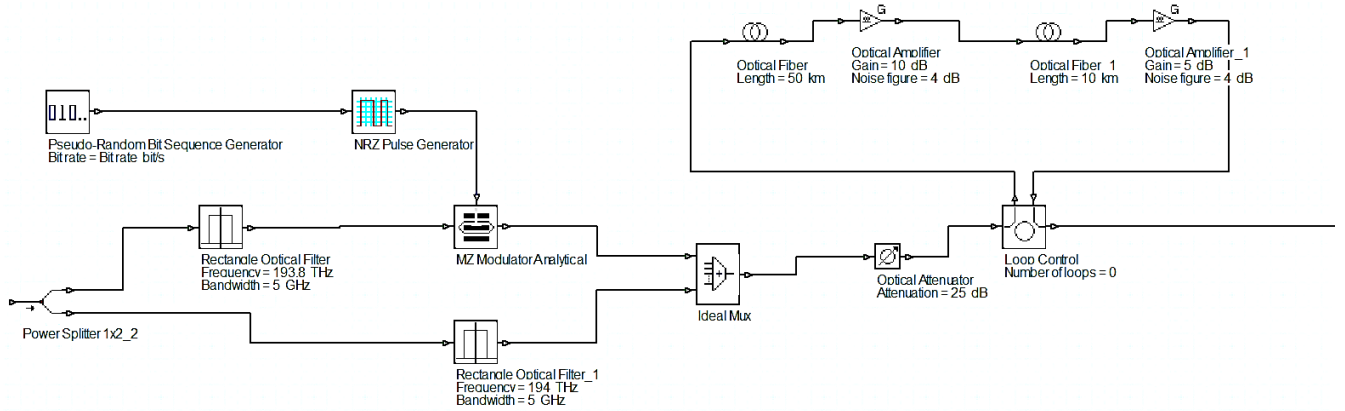 G
G
Optical Fiber
Length = 50 km
Optical Amplifier
Gain = 10 dB
Noise figure = 4 dB
Optical Fiber_1
Length = 10 km
Optical Amplifier_1
Gain = 5 dB
Noise figure = 4 dB
010..
Pseudo-Random Bit Sequence Generator
Bit rate = Bit rate bit/s
NRZ Pulse Generator
Rectangle Optical Filter
Frequency = 193.8 THz
Bandwidth = 5 GHz
MZ Modulator Analytical
Ideal Mux
Optical Attenuator
Attenuation = 25 dB
Loop Control
Number of loops = 0
Power Splitter 1x2_2
Rectangle Optical Filter_1
Frequency = 194 THz
Bandwidth = 5 GHz